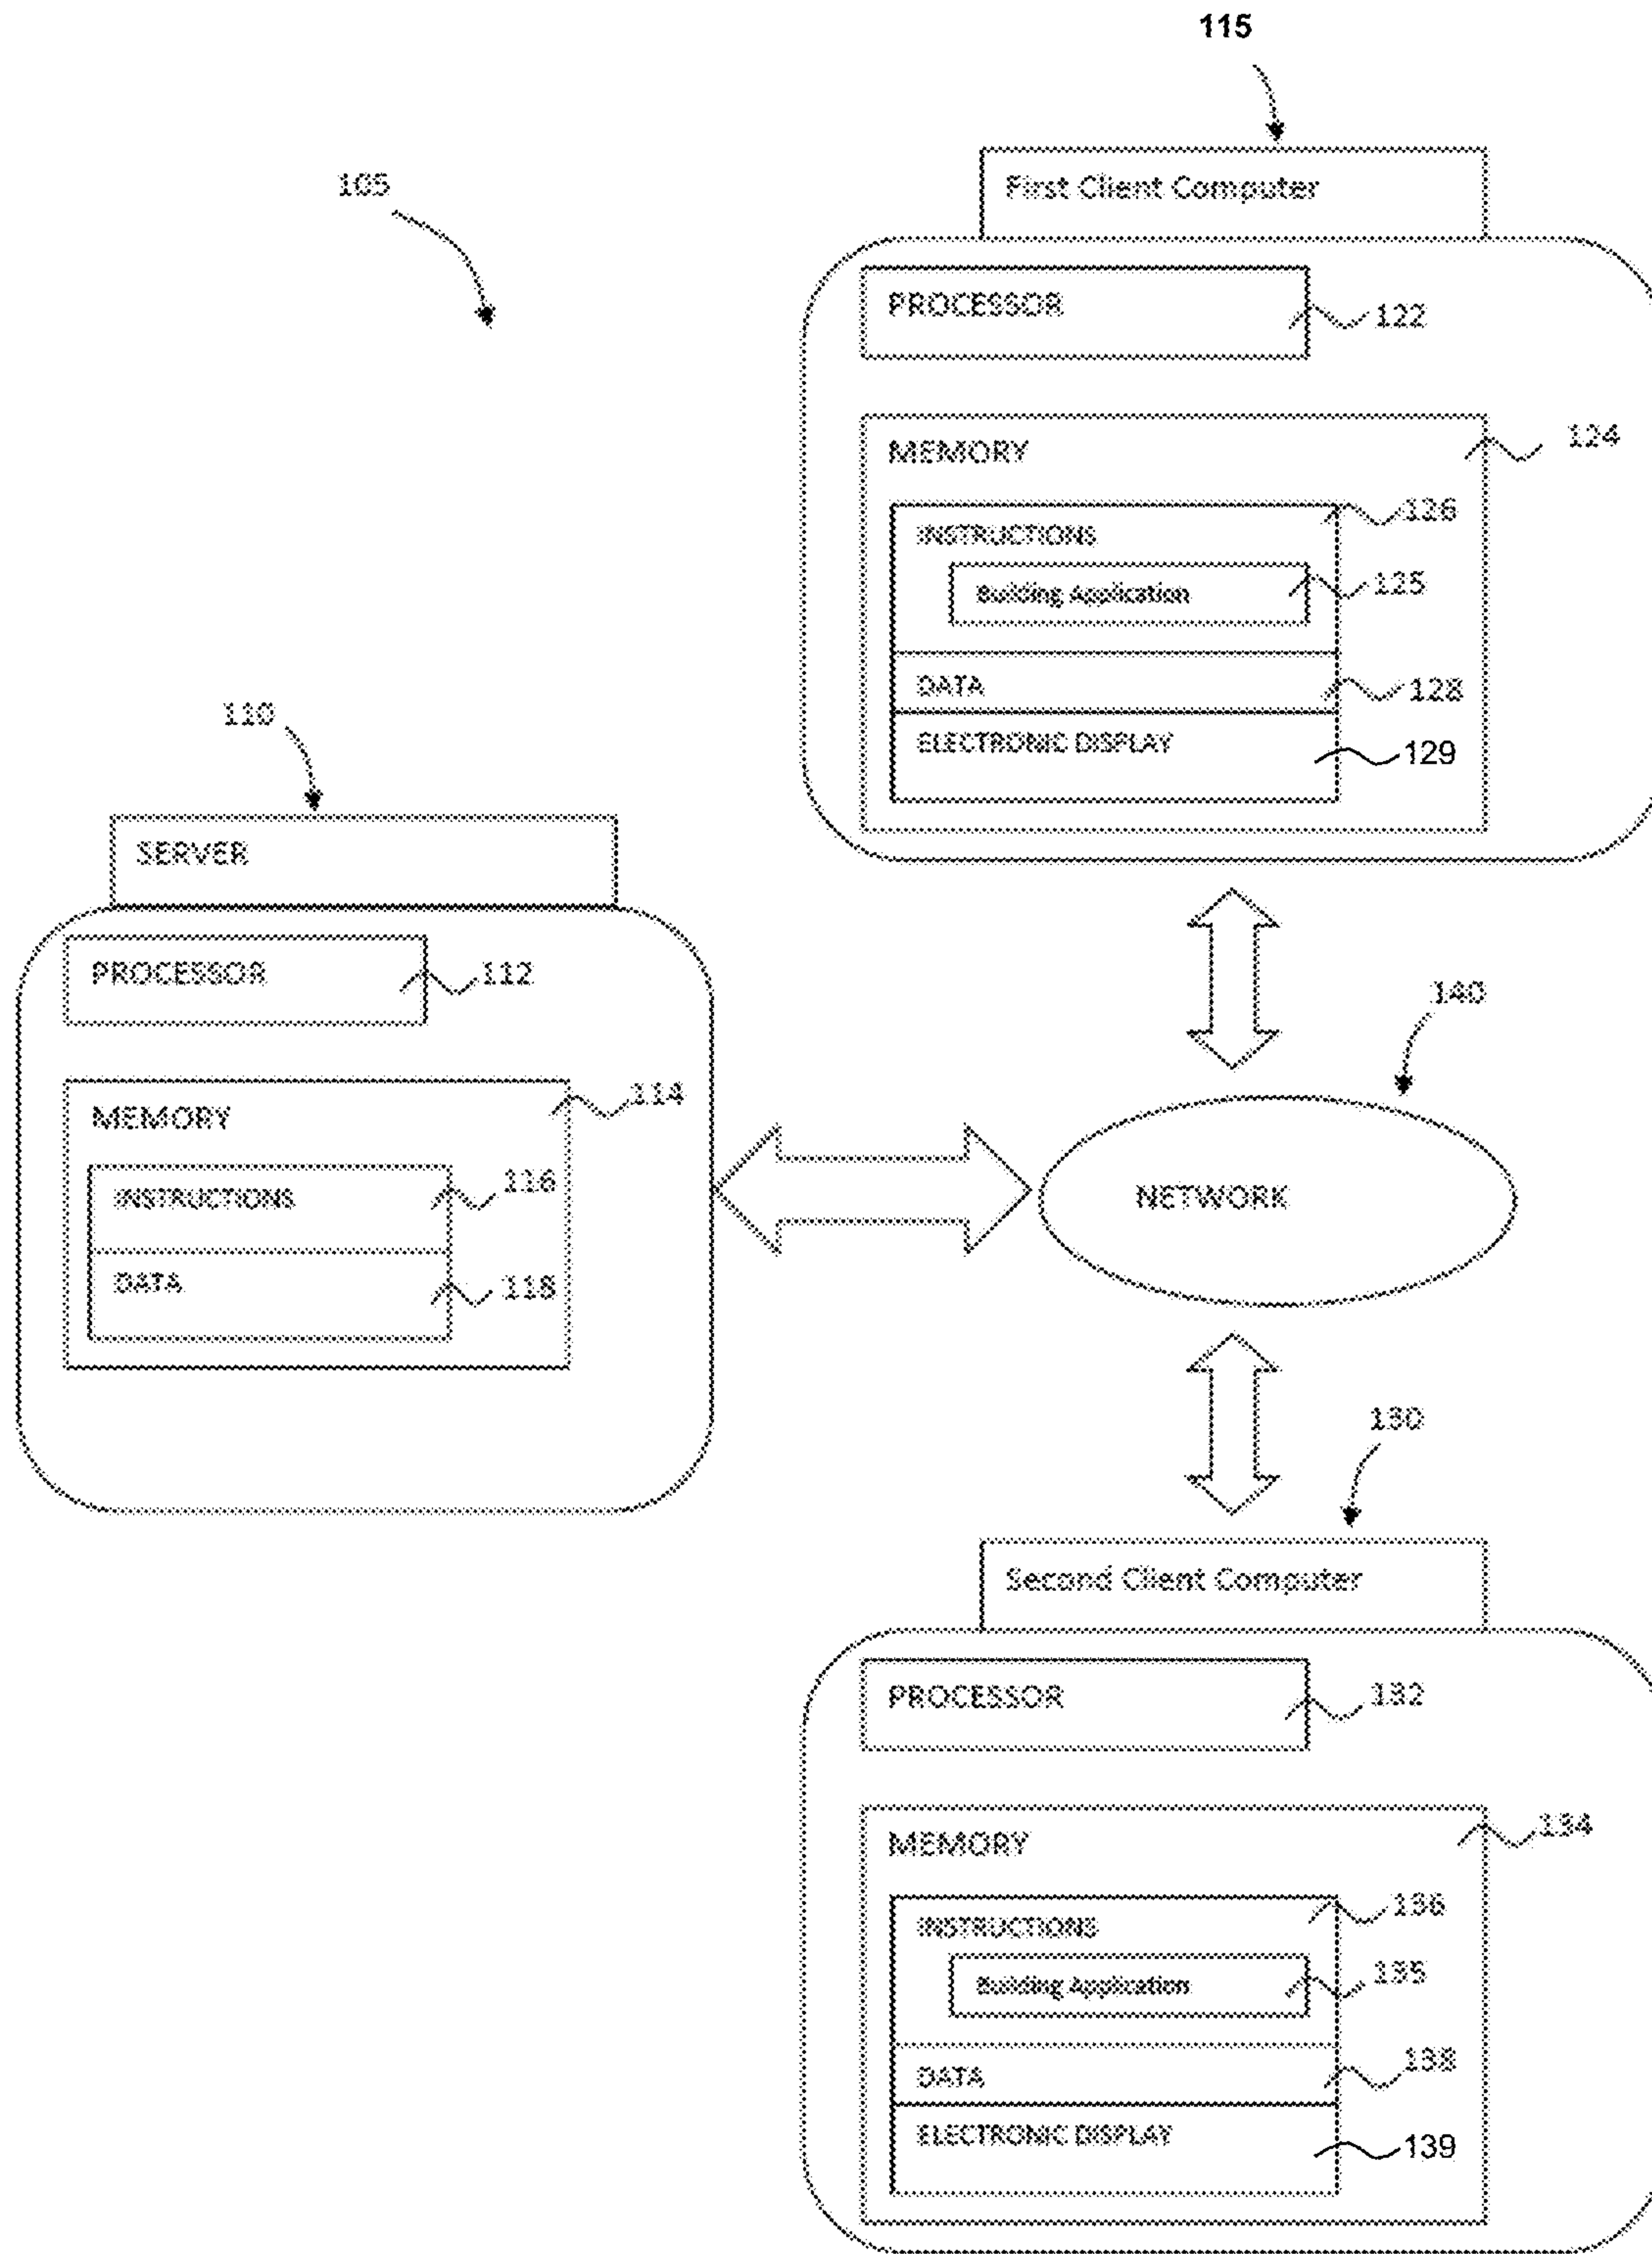 115
First Client Computer
105
PROCESSOR
122
MEMORY
124
INSTRUCTIONS
126
Building Application
125
DATA
128
ELECTRONIC DISPLAY
129
110
SERVER
PROCESSOR
112
MEMORY
114
INSTRUCTIONS
116
DATA
118
140
NETWORK
130
Second Client Computer
PROCESSOR
132
MEMORY
134
INSTRUCTIONS
136
Building Application
135
DATA
138
ELECTRONIC DISPLAY
139